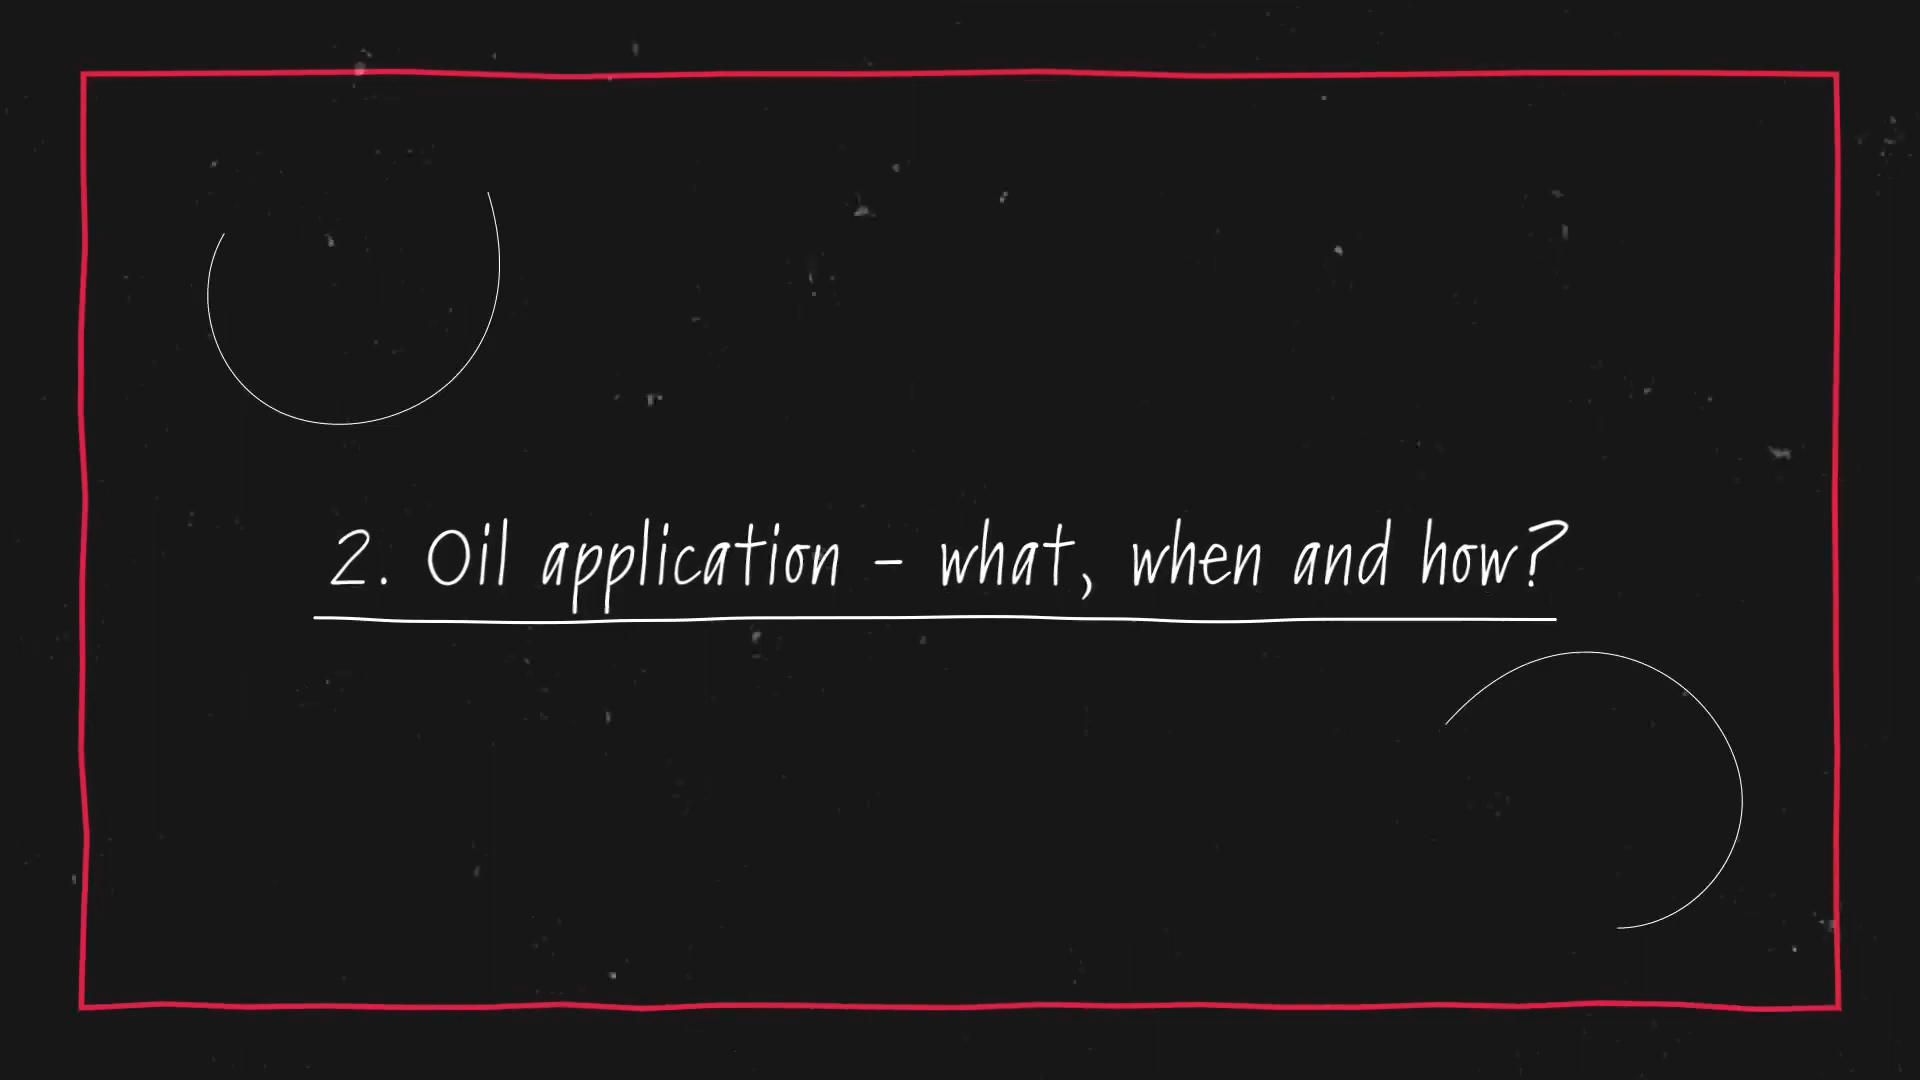 2. Oil application - what, when and how?